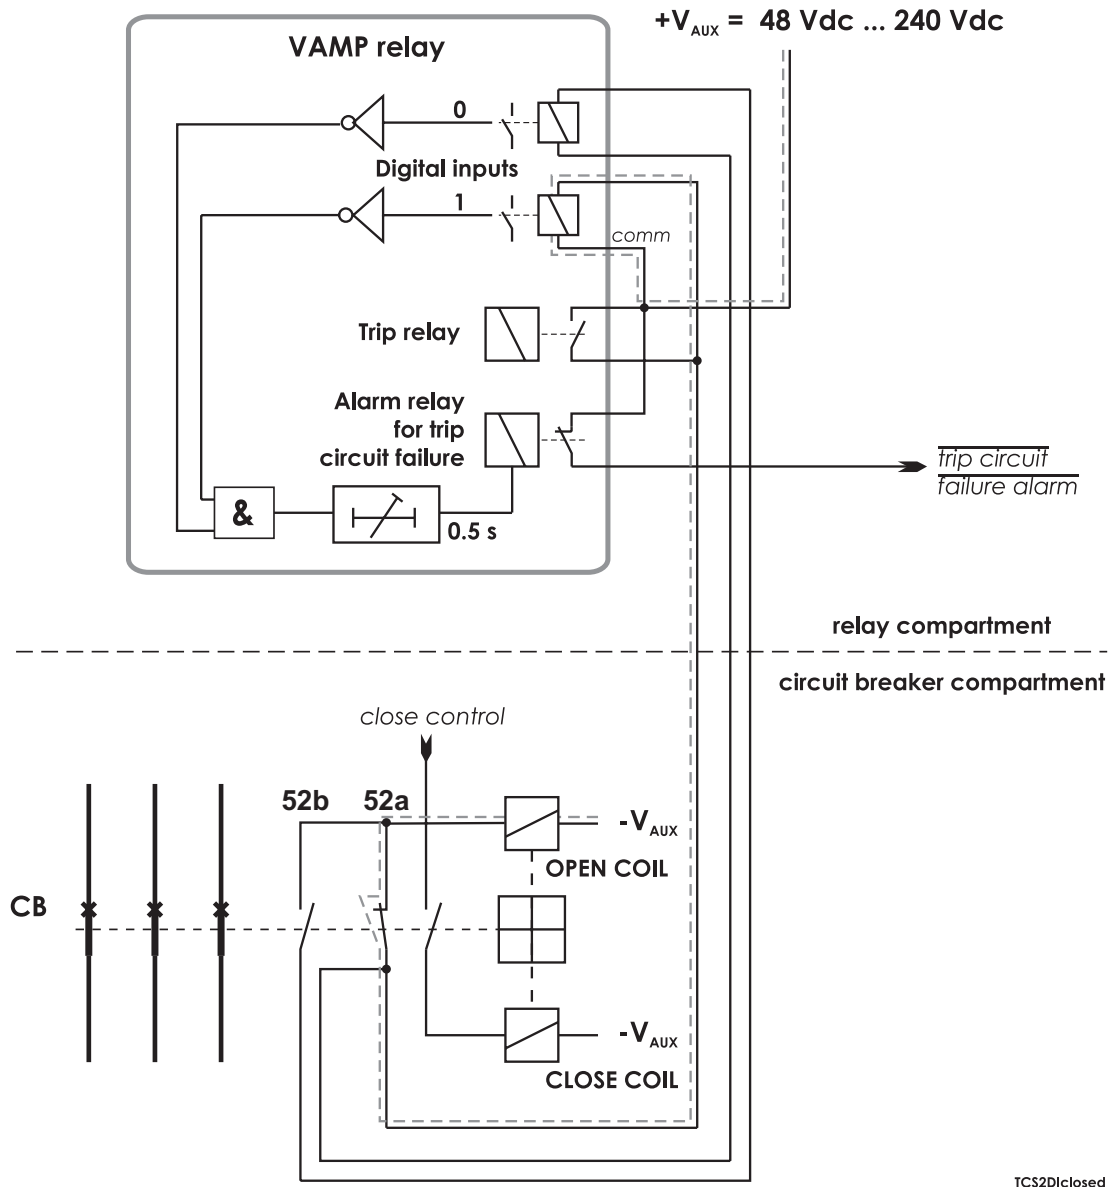 +VAUX = 48 Vdc ... 240 Vdc
VAMP relay
0
Digital inputs
1
comm
Trip relay
Alarm relay
for trip
circuit failure
trip circuit
failure alarm
&
0.5 s
relay compartment
circuit breaker compartment
close control
52b 52a
-VAUX
OPEN COIL
CB
-VAUX
CLOSE COIL
TCS2DIclosed